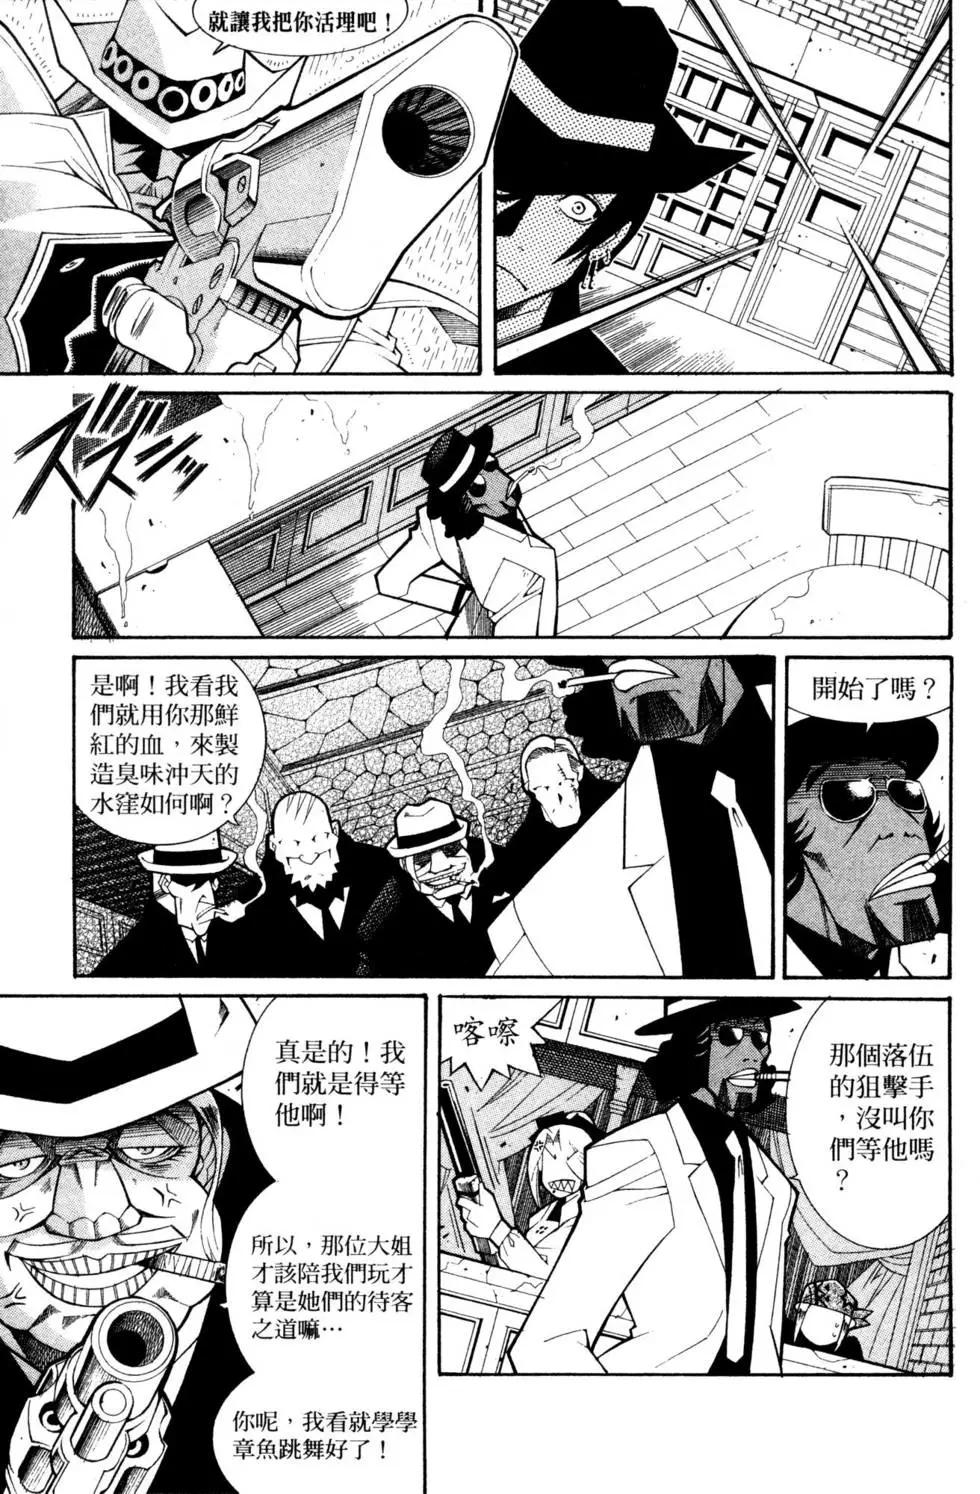 就讓我把你活埋吧！
ズズ
開始了嗎？
是啊！我看我
們就用你那鮮
紅的血，來製
造臭味沖天的
水窪如何啊？
那個落伍
的狙擊手
，沒叫你
們等他嗎
？
喀嚓
真是的！我
們就是得等
他啊！
所以，那位大姐
才該陪我們玩才
算是她們的待客
之道嘛…
你呢，我看就學學
章魚跳舞好了！